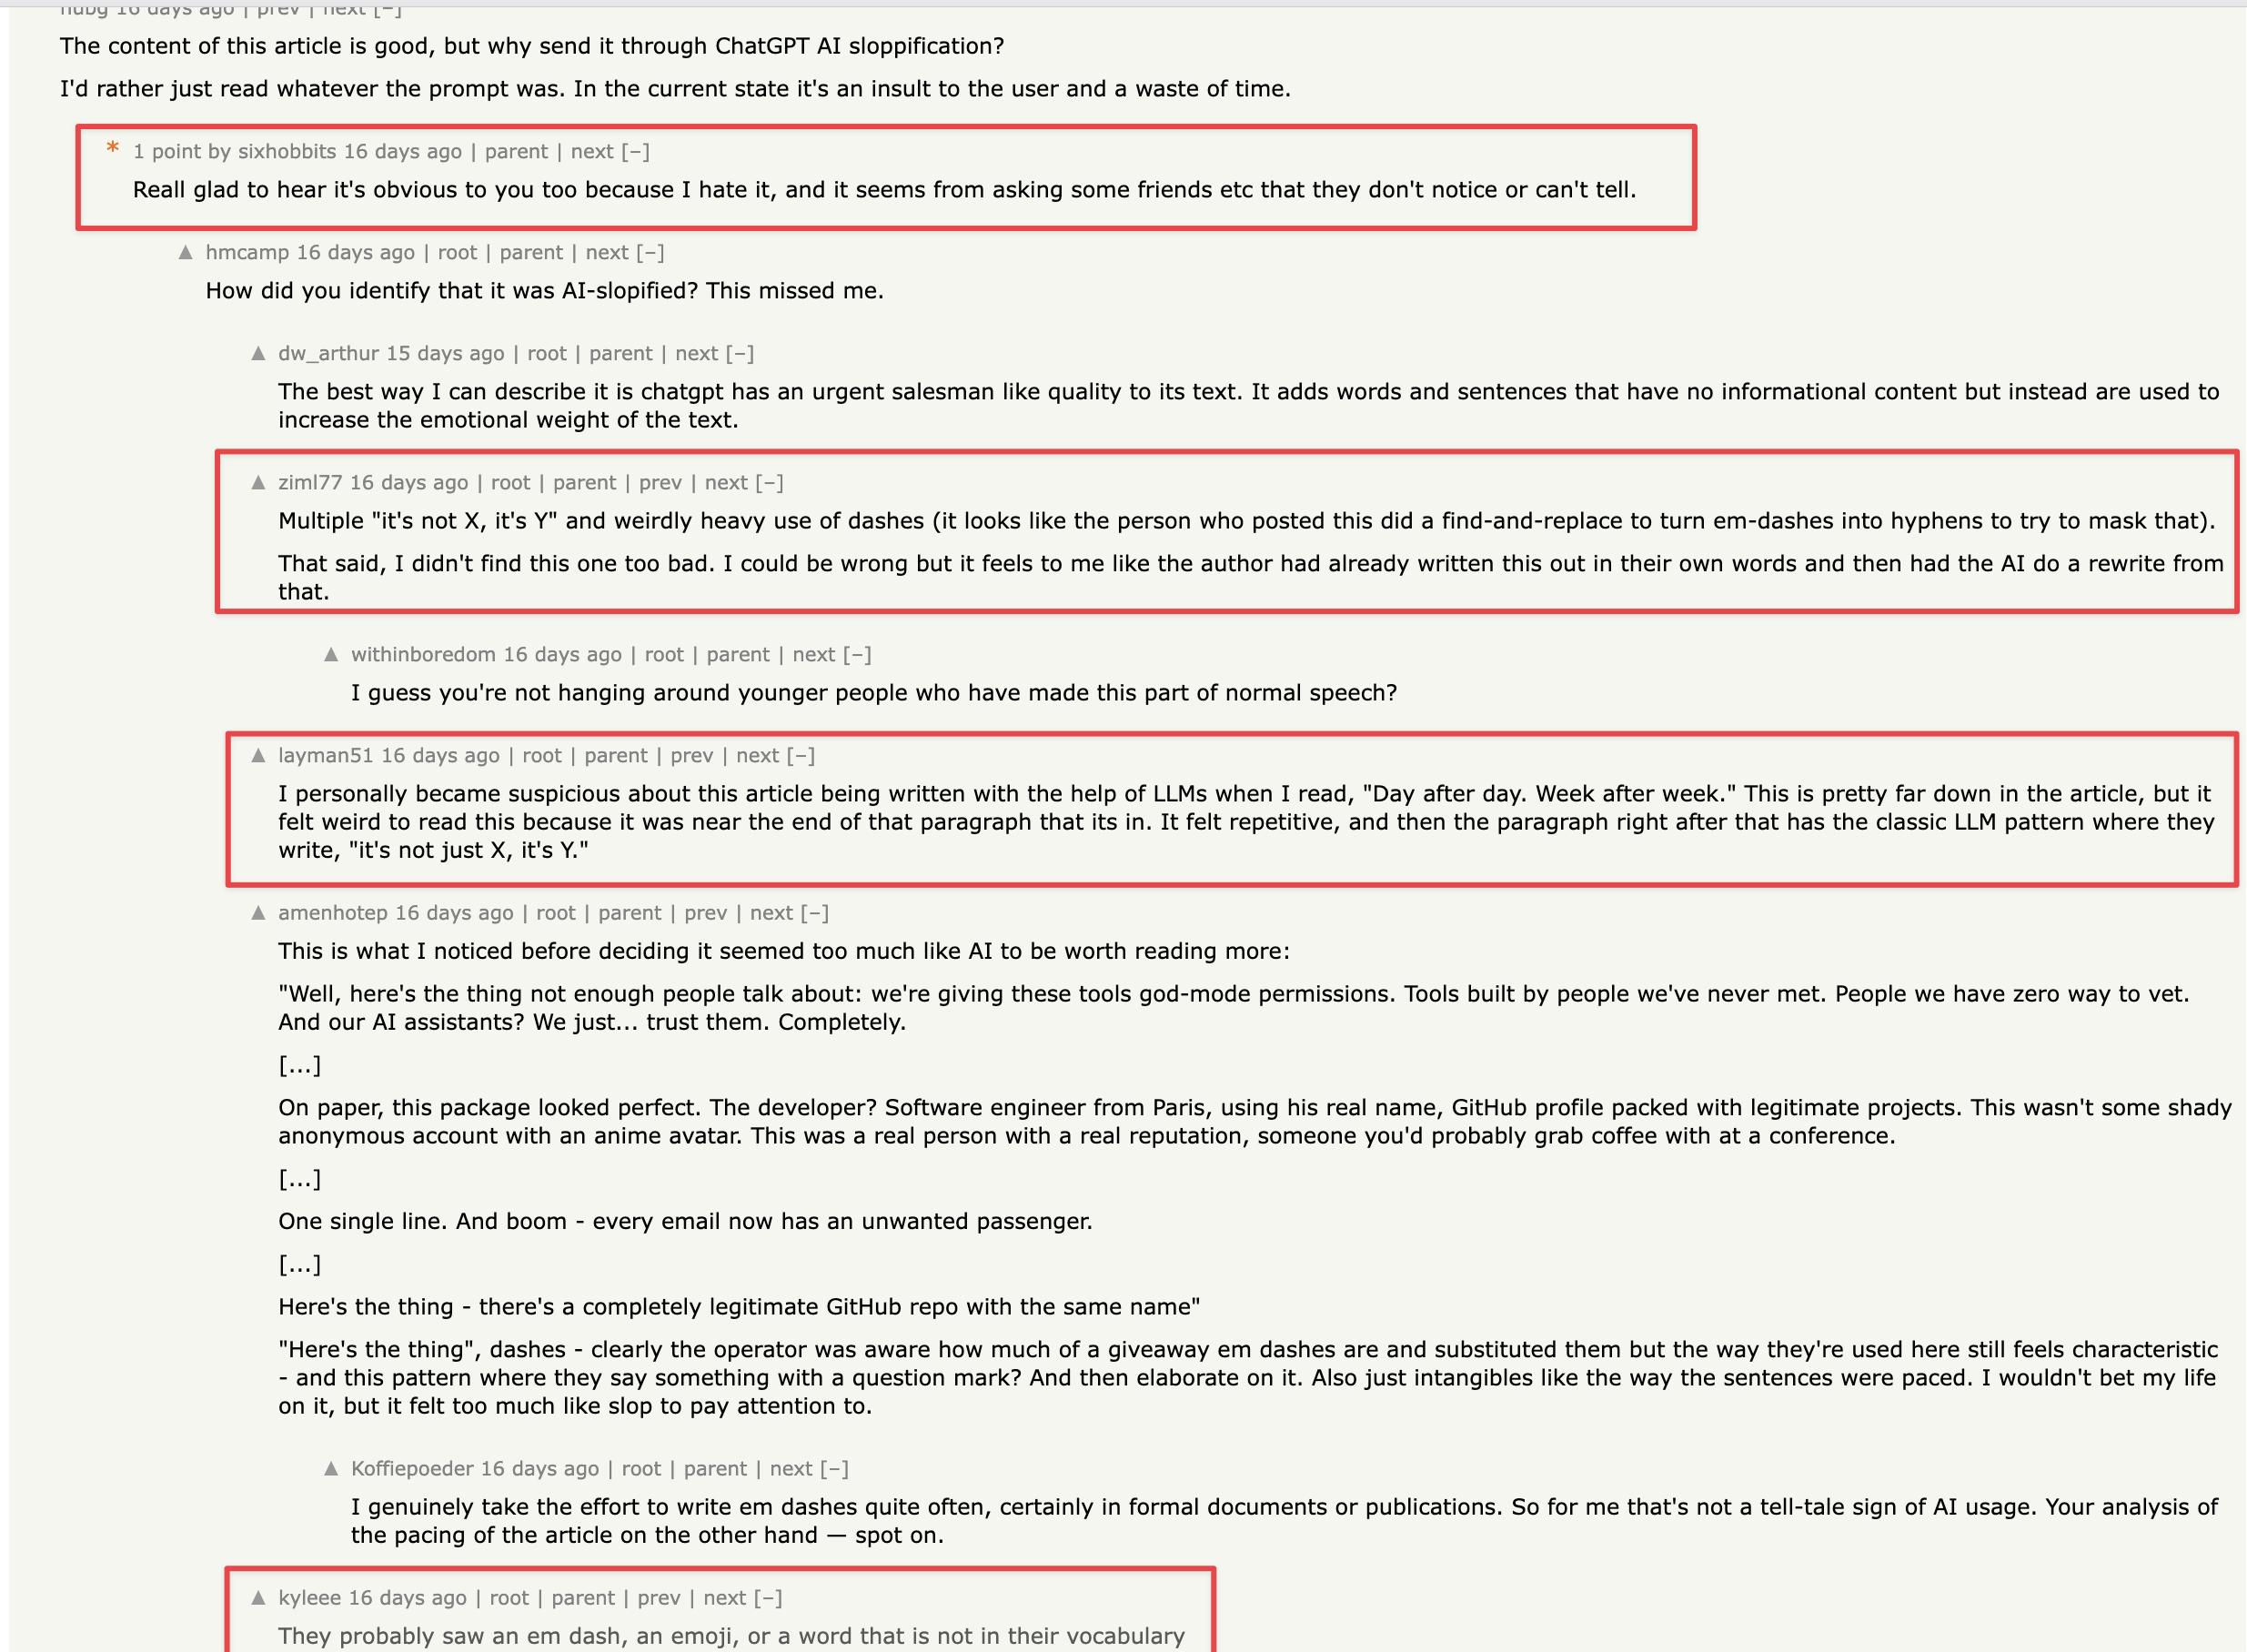 nubg 16 days ago | prev | next [–]
The content of this article is good, but why send it through ChatGPT AI sloppification?
I'd rather just read whatever the prompt was. In the current state it's an insult to the user and a waste of time.
* 1 point by sixhobbits 16 days ago | parent | next [–]
Reall glad to hear it's obvious to you too because I hate it, and it seems from asking some friends etc that they don't notice or can't tell.
▲ hmcamp 16 days ago | root | parent | next [–]
How did you identify that it was AI-slopified? This missed me.
▲ dw_arthur 15 days ago | root | parent | next [–]
The best way I can describe it is chatgpt has an urgent salesman like quality to its text. It adds words and sentences that have no informational content but instead are used to
increase the emotional weight of the text.
▲ ziml77 16 days ago | root | parent | prev | next [–]
Multiple "it's not X, it's Y" and weirdly heavy use of dashes (it looks like the person who posted this did a find-and-replace to turn em-dashes into hyphens to try to mask that).
That said, I didn't find this one too bad. I could be wrong but it feels to me like the author had already written this out in their own words and then had the AI do a rewrite from
that.
▲ withinboredom 16 days ago | root | parent | next [–]
I guess you're not hanging around younger people who have made this part of normal speech?
▲ layman51 16 days ago | root | parent | prev | next [–]
I personally became suspicious about this article being written with the help of LLMs when I read, "Day after day. Week after week." This is pretty far down in the article, but it
felt weird to read this because it was near the end of that paragraph that its in. It felt repetitive, and then the paragraph right after that has the classic LLM pattern where they
write, "it's not just X, it's Y."
▲ amenhotep 16 days ago | root | parent | prev | next [–]
This is what I noticed before deciding it seemed too much like AI to be worth reading more:
"Well, here's the thing not enough people talk about: we're giving these tools god-mode permissions. Tools built by people we've never met. People we have zero way to vet.
And our AI assistants? We just... trust them. Completely.
[...]
On paper, this package looked perfect. The developer? Software engineer from Paris, using his real name, GitHub profile packed with legitimate projects. This wasn't some shady
anonymous account with an anime avatar. This was a real person with a real reputation, someone you'd probably grab coffee with at a conference.
[...]
One single line. And boom - every email now has an unwanted passenger.
[...]
Here's the thing - there's a completely legitimate GitHub repo with the same name"
"Here's the thing", dashes - clearly the operator was aware how much of a giveaway em dashes are and substituted them but the way they're used here still feels characteristic
- and this pattern where they say something with a question mark? And then elaborate on it. Also just intangibles like the way the sentences were paced. I wouldn't bet my life
on it, but it felt too much like slop to pay attention to.
▲ Koffiepoeder 16 days ago | root | parent | next [–]
I genuinely take the effort to write em dashes quite often, certainly in formal documents or publications. So for me that's not a tell-tale sign of AI usage. Your analysis of
the pacing of the article on the other hand — spot on.
▲ kyleee 16 days ago | root | parent | prev | next [–]
They probably saw an em dash, an emoji, or a word that is not in their vocabulary